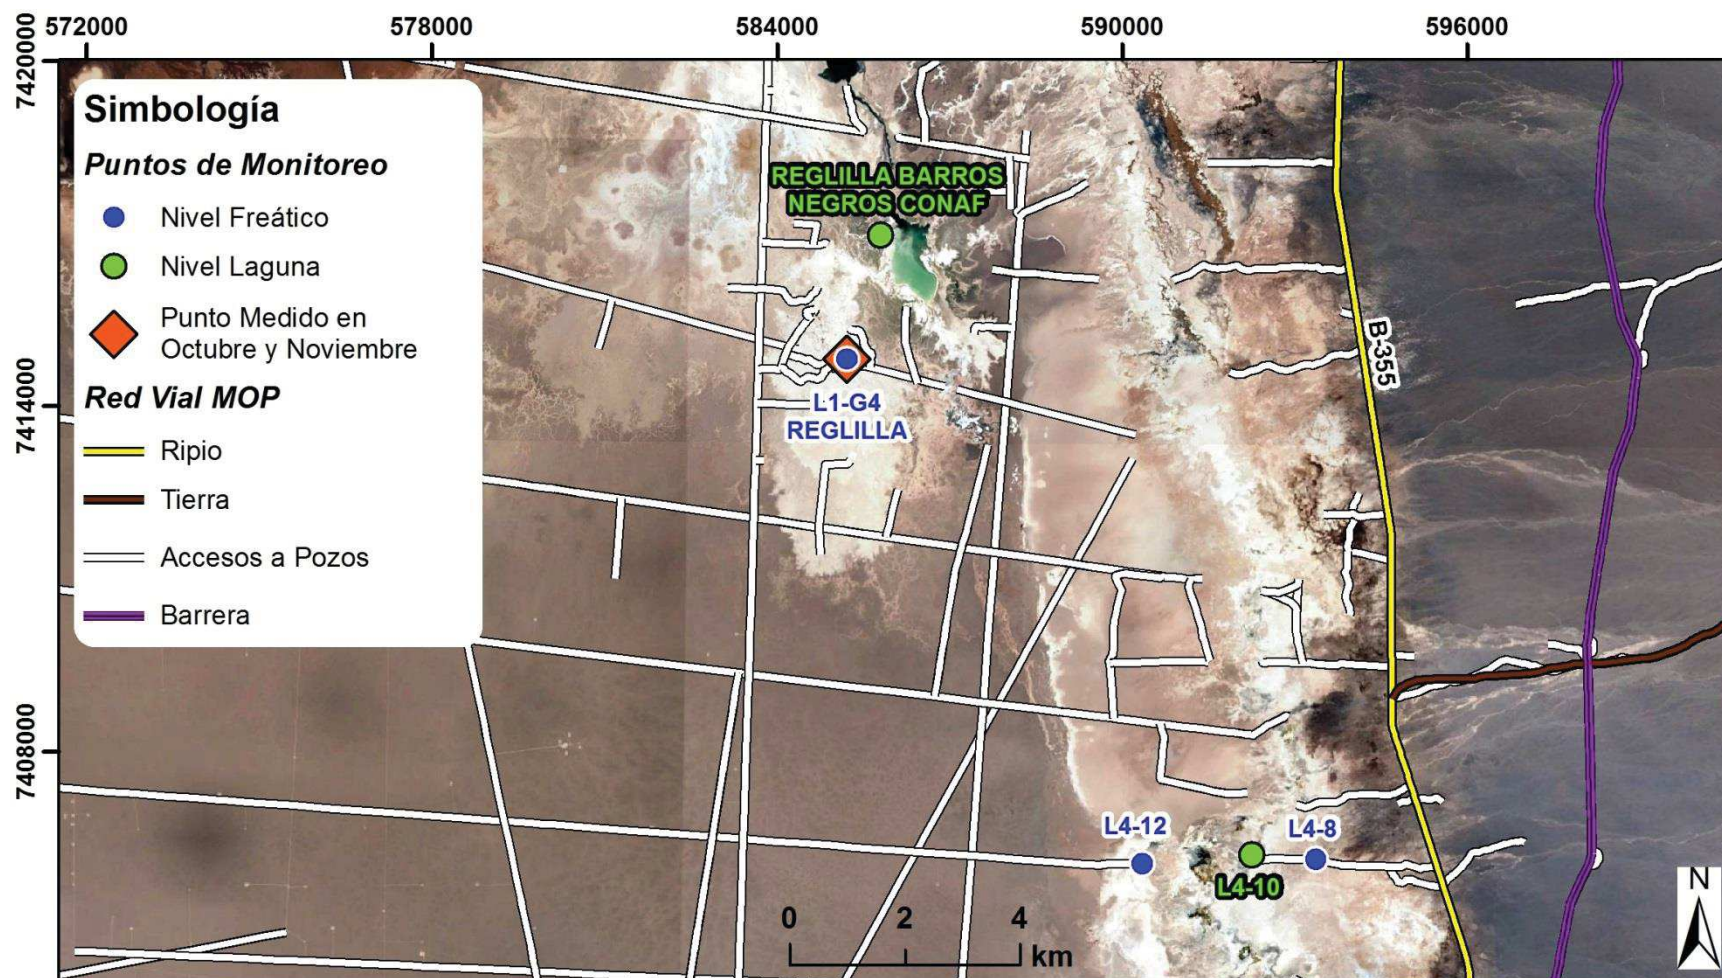 572000
578000
584000
590000
596000
7420000
7414000
7408000
Simbología
Puntos de Monitoreo
Nivel Freático
Nivel Laguna
Punto Medido en
Octubre y Noviembre
Red Vial MOP
Ripio
Tierra
Accesos a Pozos
Barrera
REGLILLA BARROS
NEGROS CONAF
L1-G4
REGLILLA
B-355
L4-12
L4-8
L4-10
0 2 4
km
N